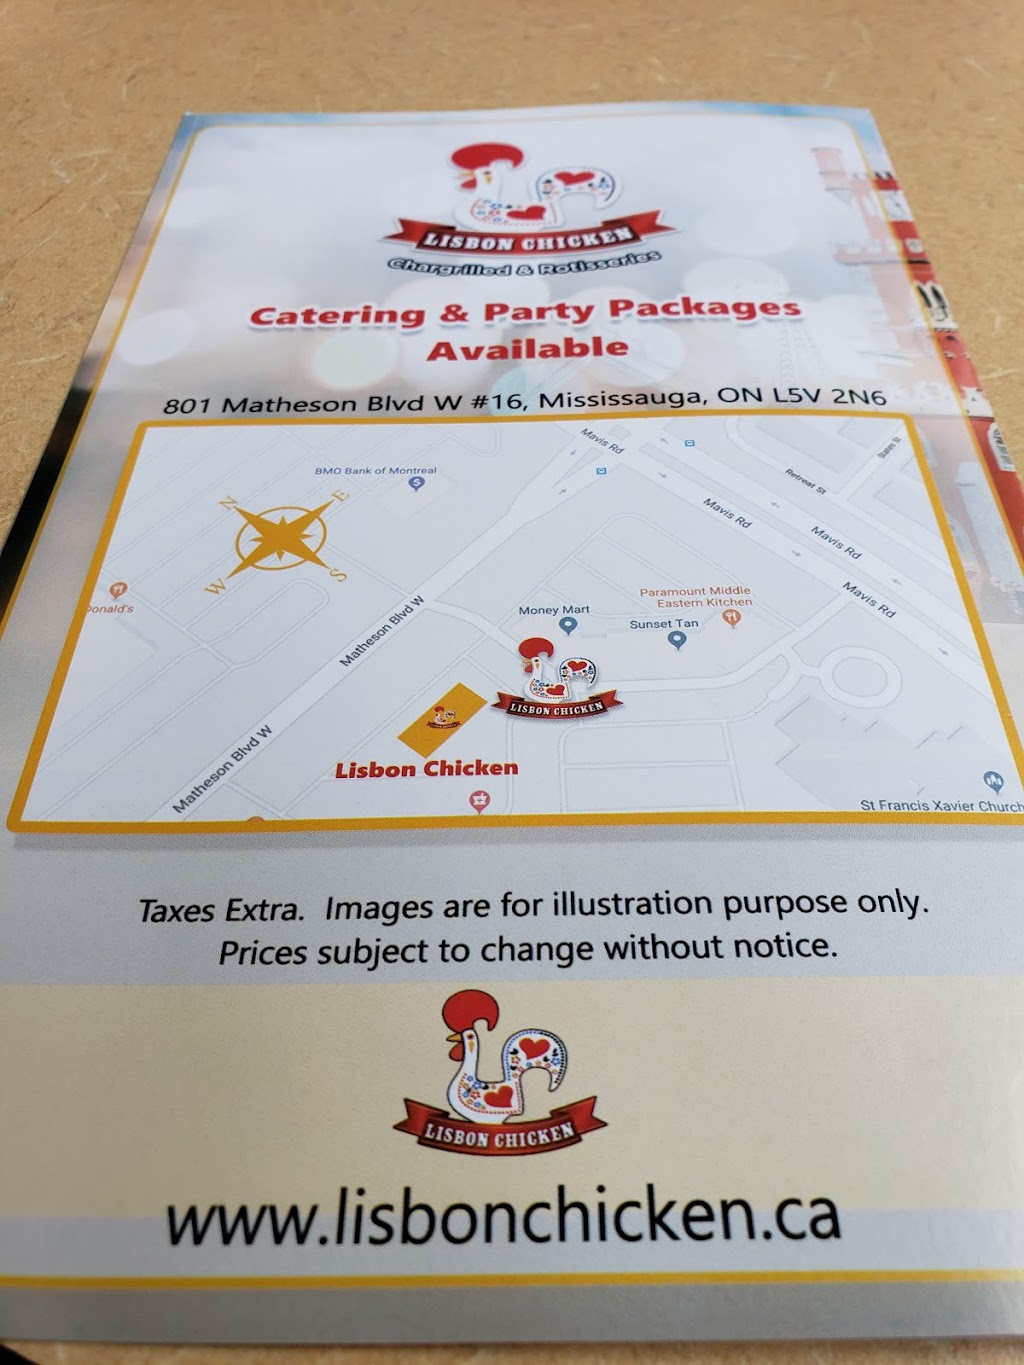 LISBON CHICKEN
Chargrilled & Rotisseries
Catering & Party Packages
Available
801 Matheson Blvd W #16, Mississauga, ON L5V 2N6
Mavis Rd
BMO Bank of Montreal
Retreat St
N
E
Mavis Rd
Mavis Rd
W
S
Donald's
Matheson Blvd W
Money Mart
Paramount Middle
Eastern Kitchen
Sunset Tan
Mavis Rd
LISBON CHICKEN
Lisbon Chicken
Matheson Blvd W
St Francis Xavier Church
Taxes Extra. Images are for illustration purpose only.
Prices subject to change without notice.
LISBON CHICKEN
www.lisbonchicken.ca